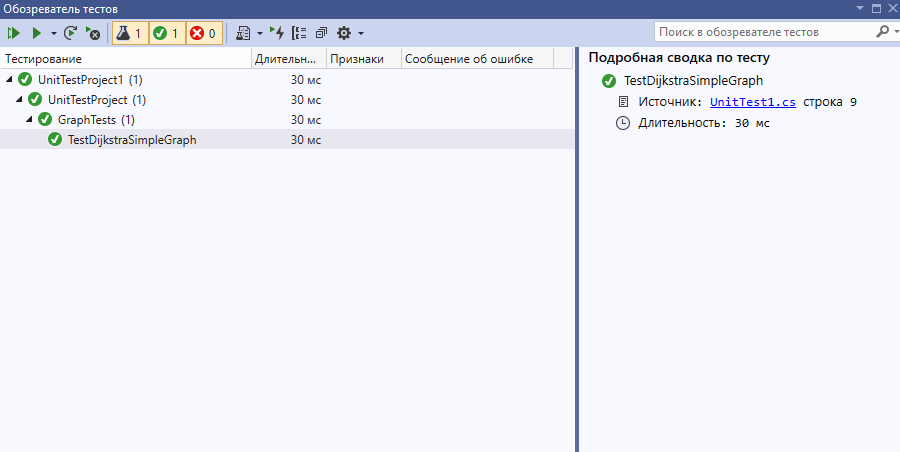 Обозреватель тестов
1 1 0 Поиск в обозревателе тестов
Тестирование Длительн... Признаки Сообщение об ошибке
UnitTestProject1 (1) 30 мс
UnitTestProject (1) 30 мс
GraphTests (1) 30 мс
TestDijkstraSimpleGraph 30 мс
Подробная сводка по тесту
TestDijkstraSimpleGraph
Источник: UnitTest1.cs строка 9
Длительность: 30 мс